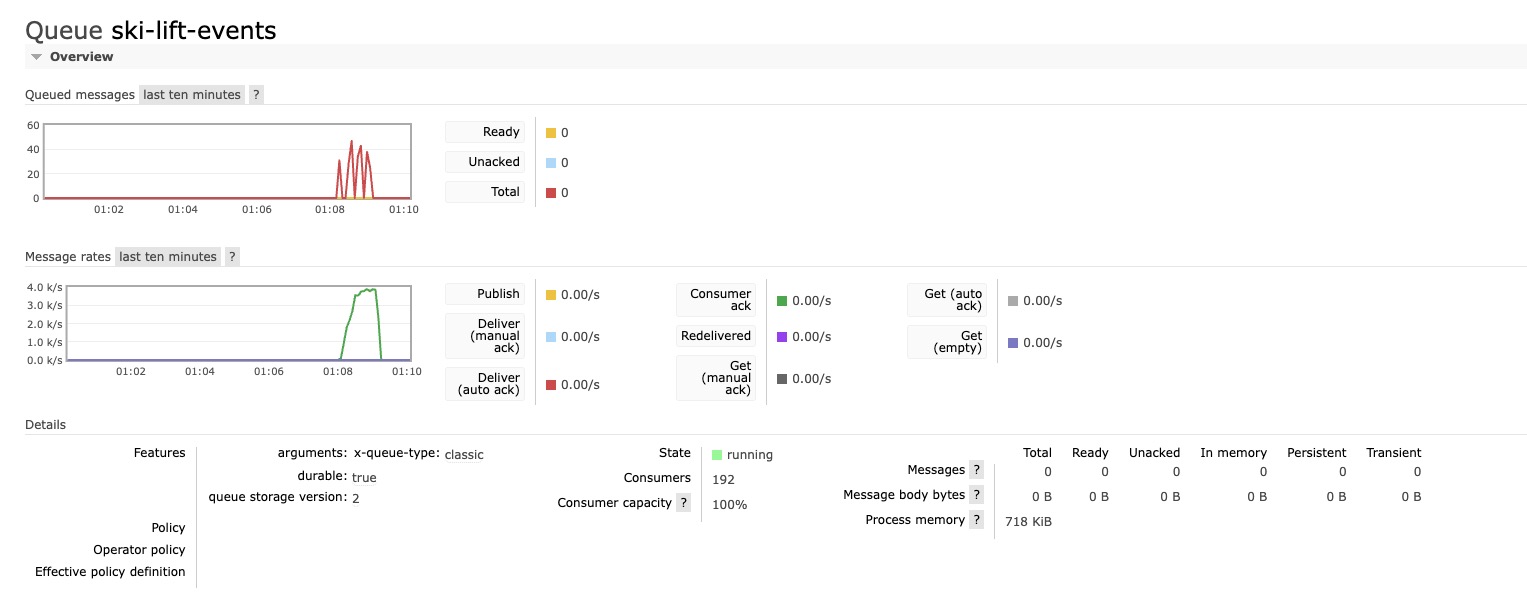 Queue ski-lift-events
Overview
Queued messages last ten minutes ?
60
40
20
0
01:02 01:04 01:06 01:08 01:10
Ready 0
Unacked 0
Total 0
Message rates last ten minutes ?
4.0 k/s
3.0 k/s
2.0 k/s
1.0 k/s
0.0 k/s
01:02 01:04 01:06 01:08 01:10
Publish 0.00/s
Deliver
(manual
ack)
0.00/s
Deliver
(auto ack)
0.00/s
Consumer
ack
0.00/s
Redelivered 0.00/s
Get
(manual
ack)
0.00/s
Get (auto
ack)
0.00/s
Get
(empty)
0.00/s
Details
Features
arguments: x-queue-type: classic
durable: true
queue storage version: 2
Policy
Operator policy
Effective policy definition
State running
Consumers 192
Consumer capacity ? 100%
Total Ready Unacked In memory Persistent Transient
Messages ? 0 0 0 0 0 0
Message body bytes ? 0 B 0 B 0 B 0 B 0 B 0 B
Process memory ? 718 KiB